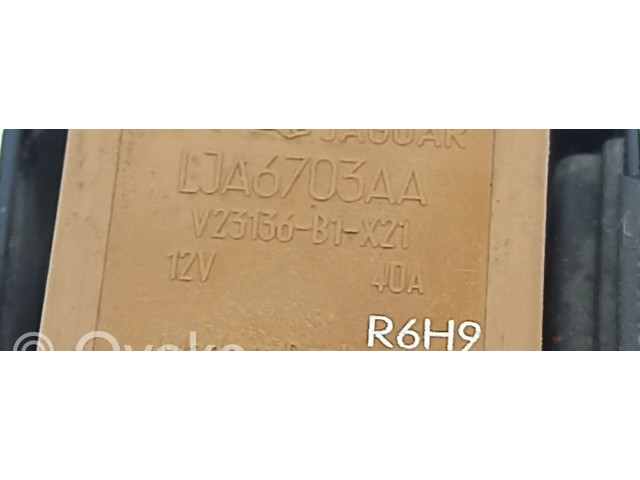 JAGUAR
LJA6703AA
V23136-B1-X21
12V 40A
R6H9
Ovoko